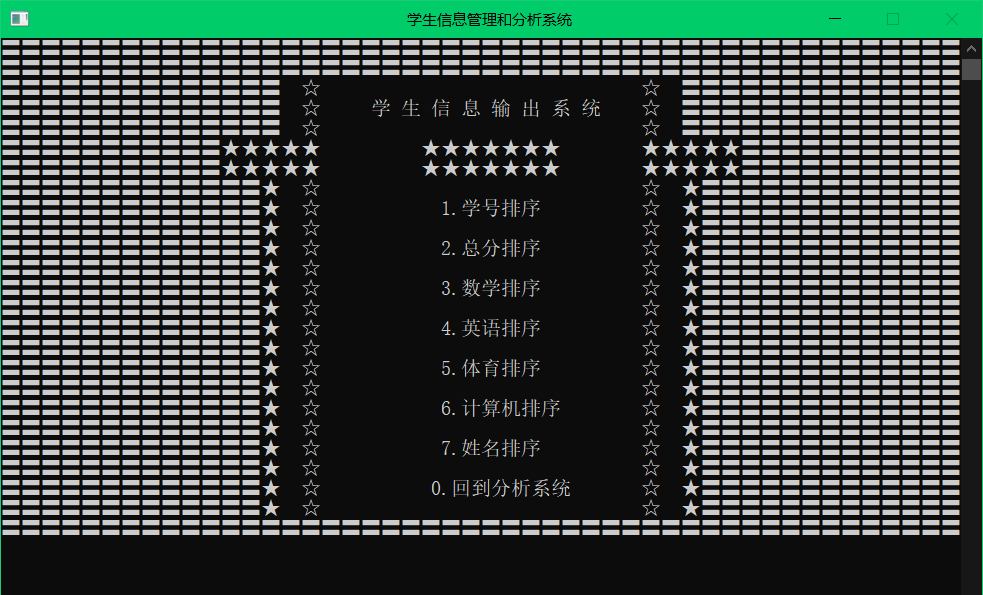 学生信息管理和分析系统
学 生 信 息 输 出 系 统
1.学号排序
2.总分排序
3.数学排序
4.英语排序
5.体育排序
6.计算机排序
7.姓名排序
0.回到分析系统